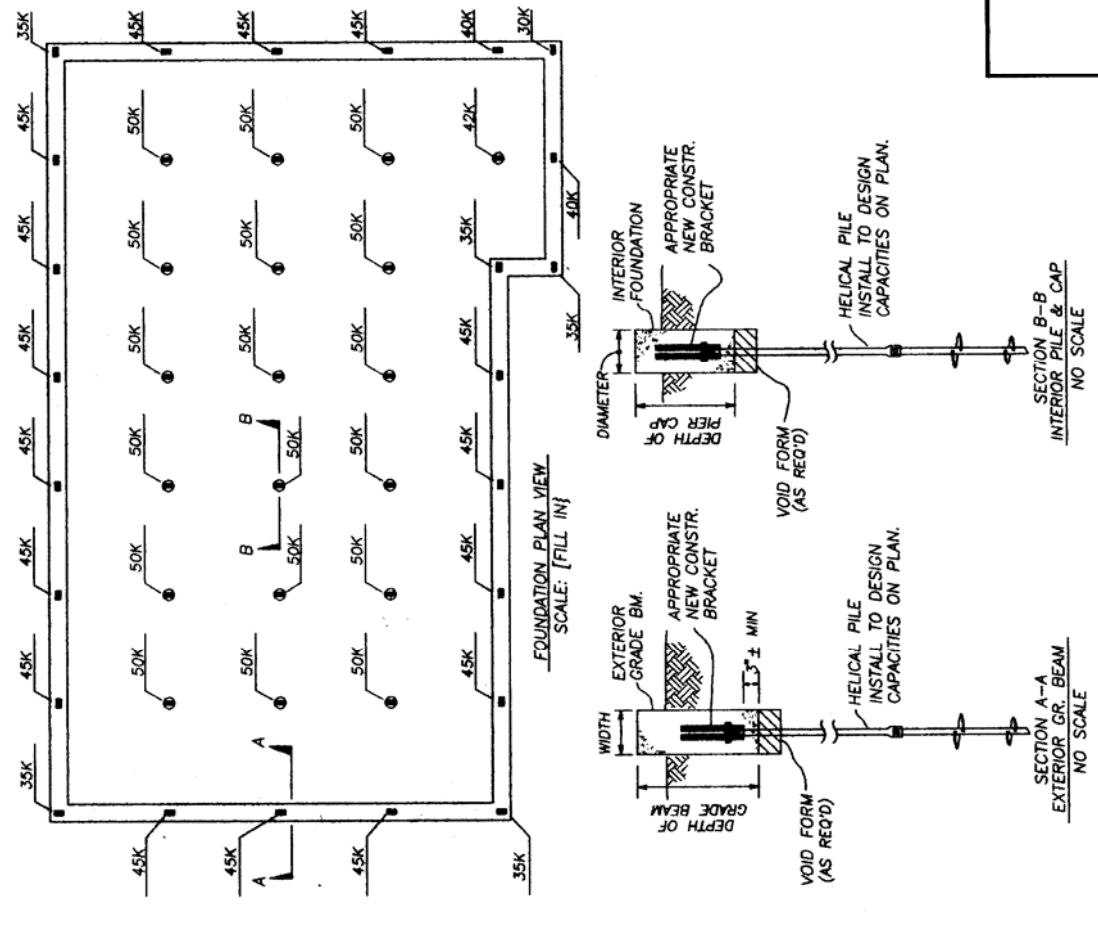 35K
45K
45K
45K
45K
45K
45K
35K
45K
50K
50K
50K
50K
50K
50K
45K
45K
50K
50K
50K
50K
45K
A
A
B
B
50K
50K
45K
50K
50K
50K
50K
50K
50K
45K
45K
45K
45K
45K
35K
42K
40K
35K
30K
35K
40K
FOUNDATION PLAN VIEW
SCALE: [FILL IN]
WIDTH
EXTERIOR
GRADE BM.
APPROPRIATE
NEW CONSTR.
BRACKET
DEPTH OF
GRADE BEAM
3"± MIN
VOID FORM
(AS REQ'D)
HELICAL PILE
INSTALL TO DESIGN
CAPACITIES ON PLAN.
SECTION A-A
EXTERIOR GR. BEAM
NO SCALE
DIAMETER
INTERIOR
FOUNDATION
APPROPRIATE
NEW CONSTR.
BRACKET
DEPTH OF
PIER CAP
VOID FORM
(AS REQ'D)
HELICAL PILE
INSTALL TO DESIGN
CAPACITIES ON PLAN.
SECTION B-B
INTERIOR PILE & CAP
NO SCALE